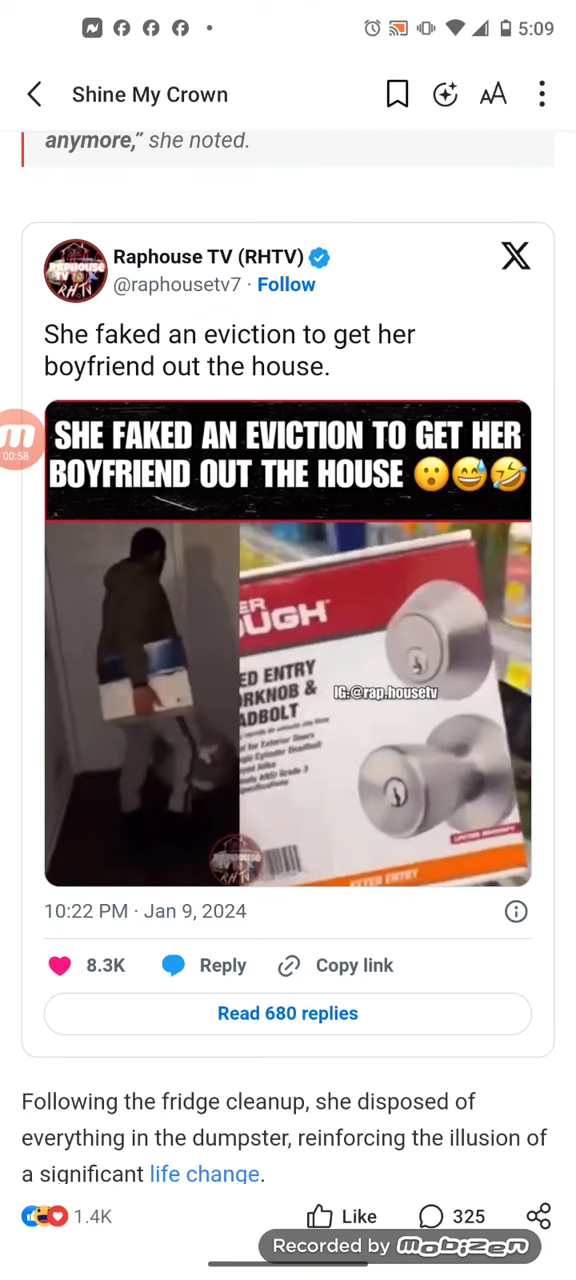 5:09
Shine My Crown
AA
anymore,” she noted.
Raphouse TV (RHTV)
@raphousetv7 · Follow
She faked an eviction to get her
boyfriend out the house.
00:58
SHE FAKED AN EVICTION TO GET HER
BOYFRIEND OUT THE HOUSE 😮😅🤣
ER
UGH
ED ENTRY
RKNOB &
ADBOLT
IG:@rap.housetv
10:22 PM · Jan 9, 2024
8.3K Reply Copy link
Read 680 replies
Following the fridge cleanup, she disposed of
everything in the dumpster, reinforcing the illusion of
a significant life change.
1.4K Like 325
Recorded by mobizen